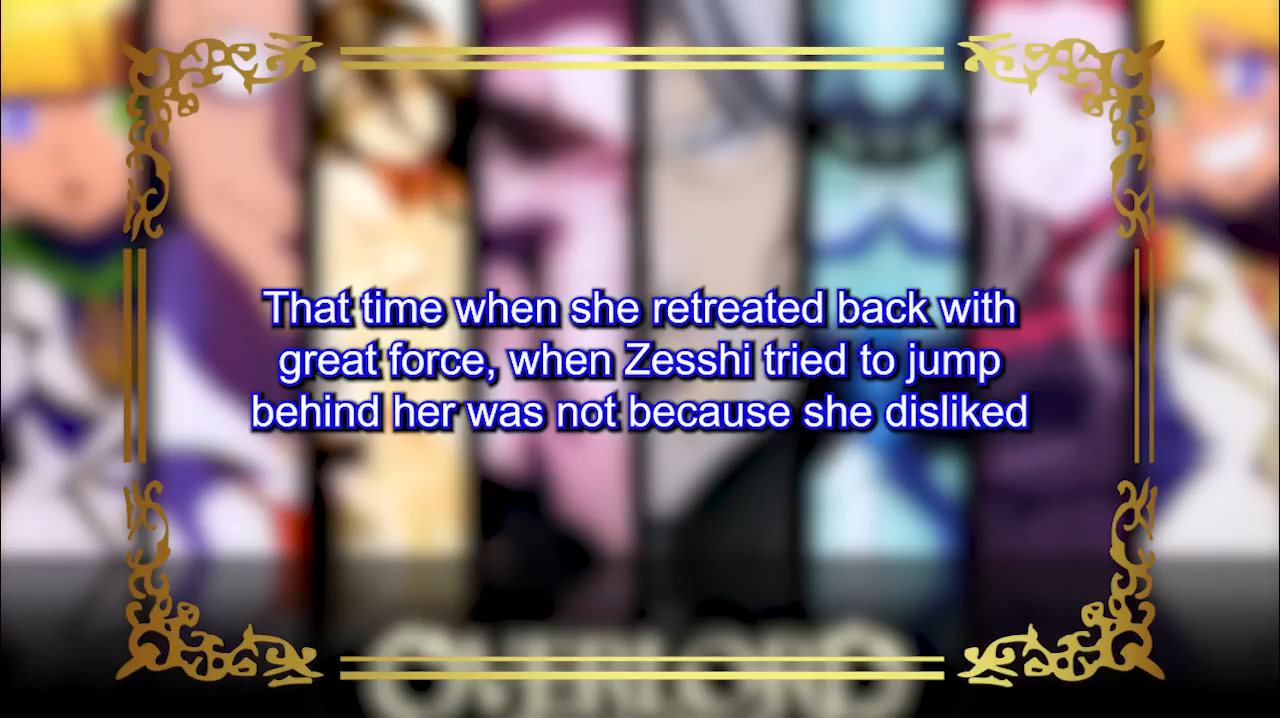 That time when she retreated back with
great force, when Zesshi tried to jump
behind her was not because she disliked
OVERLORD